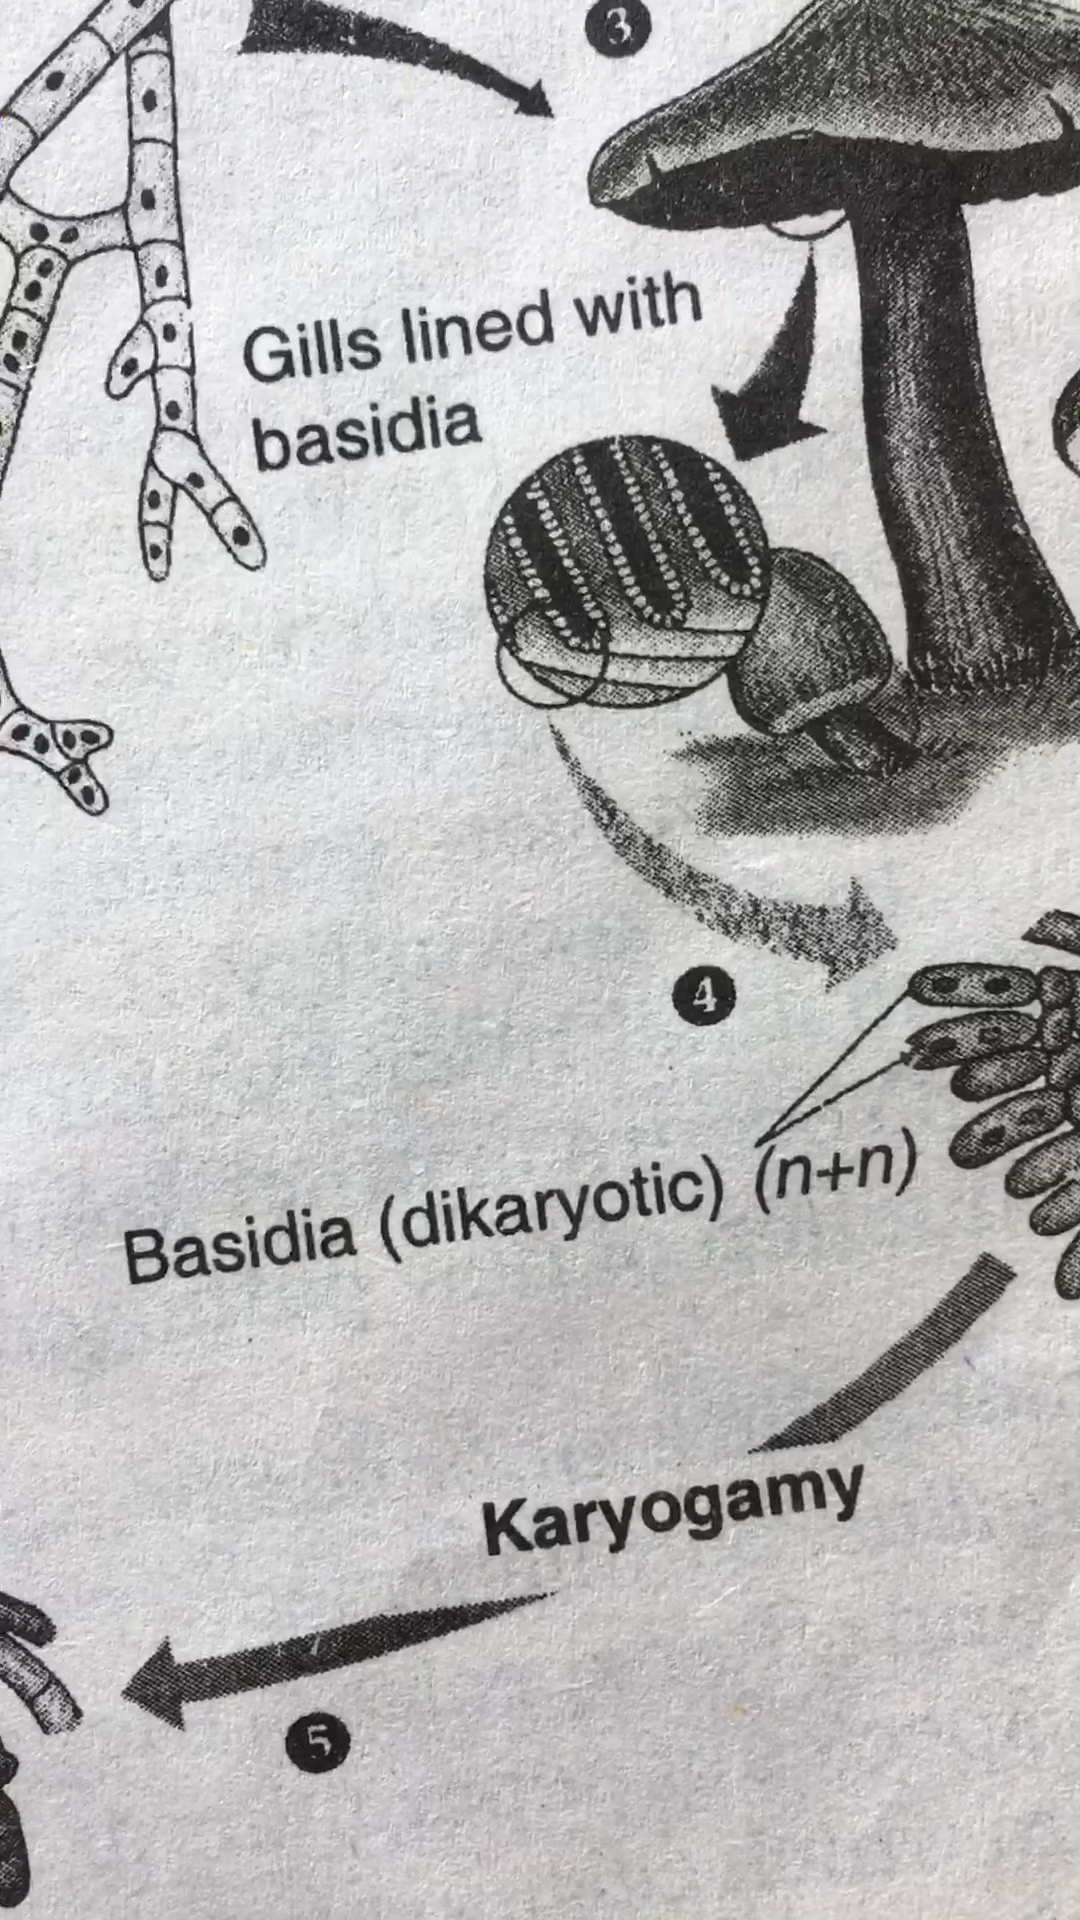 3
Gills lined with
basidia
4
Basidia (dikaryotic) (n+n)
Karyogamy
5